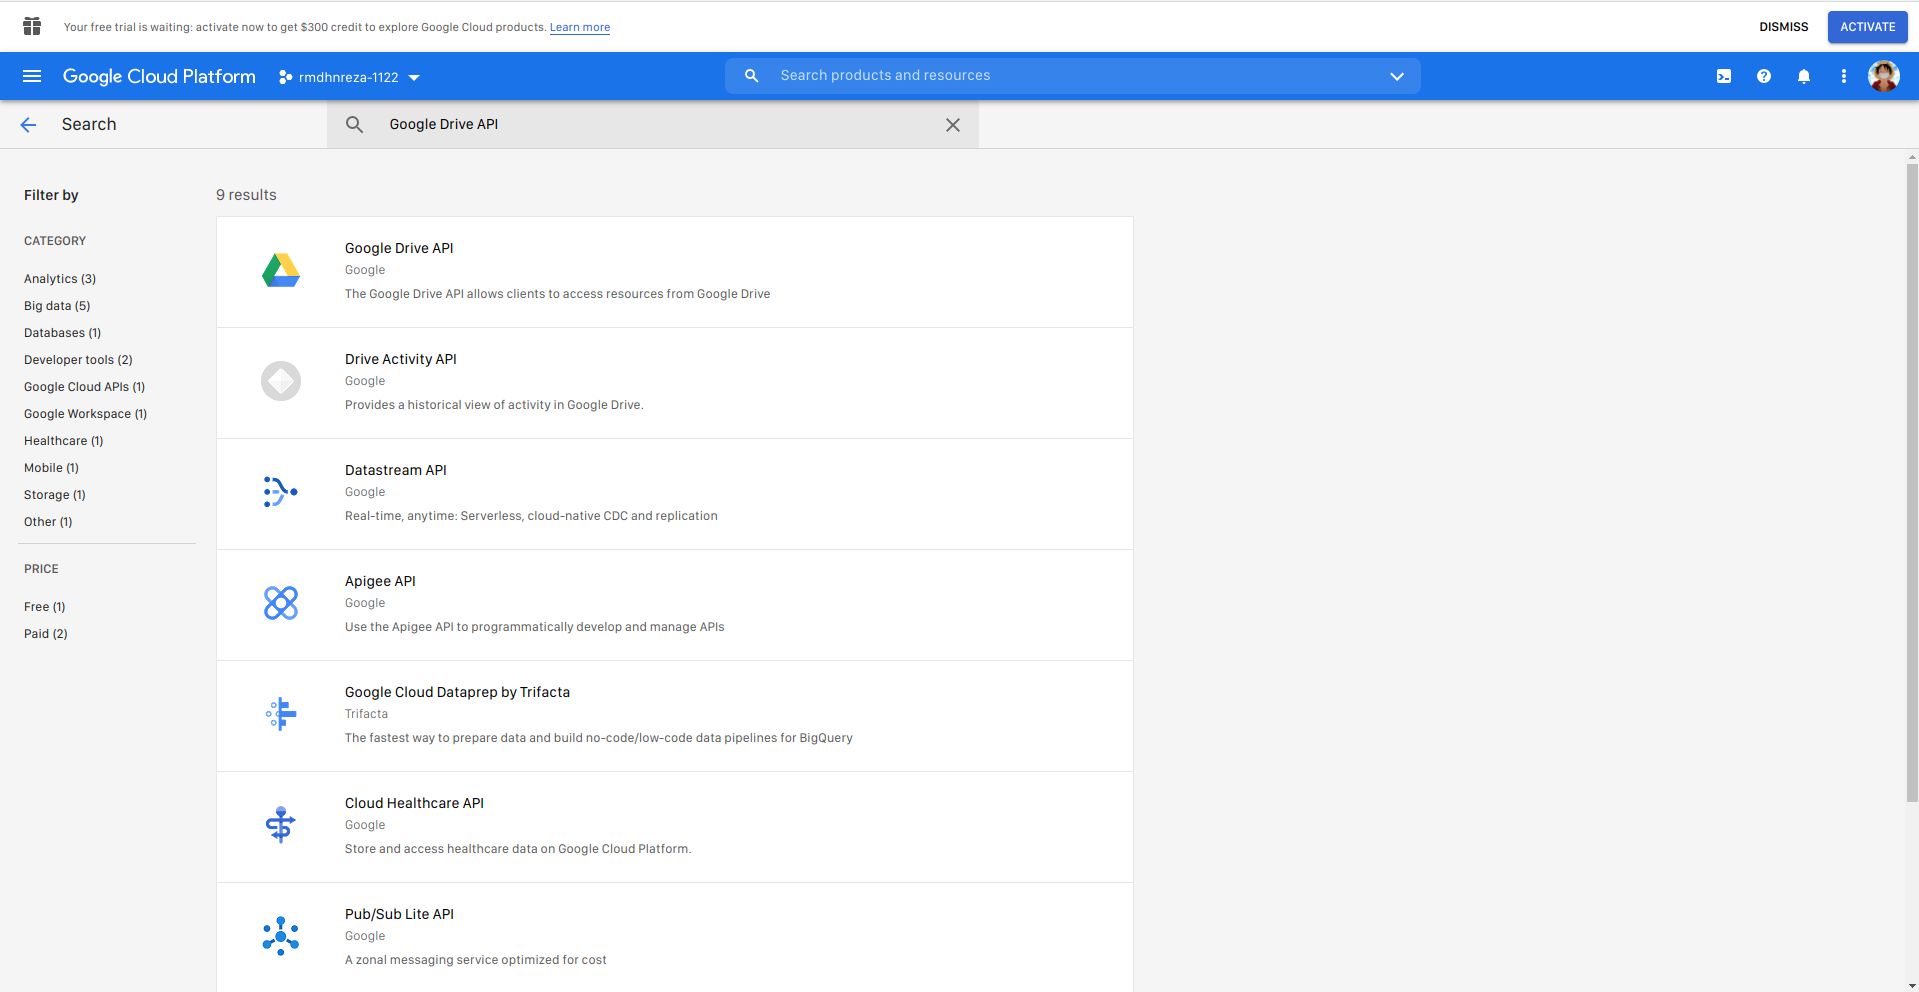 Your free trial is waiting: activate now to get $300 credit to explore Google Cloud products. Learn more
DISMISS
ACTIVATE
Google Cloud Platform
rmdhnreza-1122
Search products and resources
Search
Google Drive API
Filter by
CATEGORY
Analytics (3)
Big data (5)
Databases (1)
Developer tools (2)
Google Cloud APIs (1)
Google Workspace (1)
Healthcare (1)
Mobile (1)
Storage (1)
Other (1)
PRICE
Free (1)
Paid (2)
9 results
Google Drive API
Google
The Google Drive API allows clients to access resources from Google Drive
Drive Activity API
Google
Provides a historical view of activity in Google Drive.
Datastream API
Google
Real-time, anytime: Serverless, cloud-native CDC and replication
Apigee API
Google
Use the Apigee API to programmatically develop and manage APIs
Google Cloud Dataprep by Trifacta
Trifacta
The fastest way to prepare data and build no-code/low-code data pipelines for BigQuery
Cloud Healthcare API
Google
Store and access healthcare data on Google Cloud Platform.
Pub/Sub Lite API
Google
A zonal messaging service optimized for cost